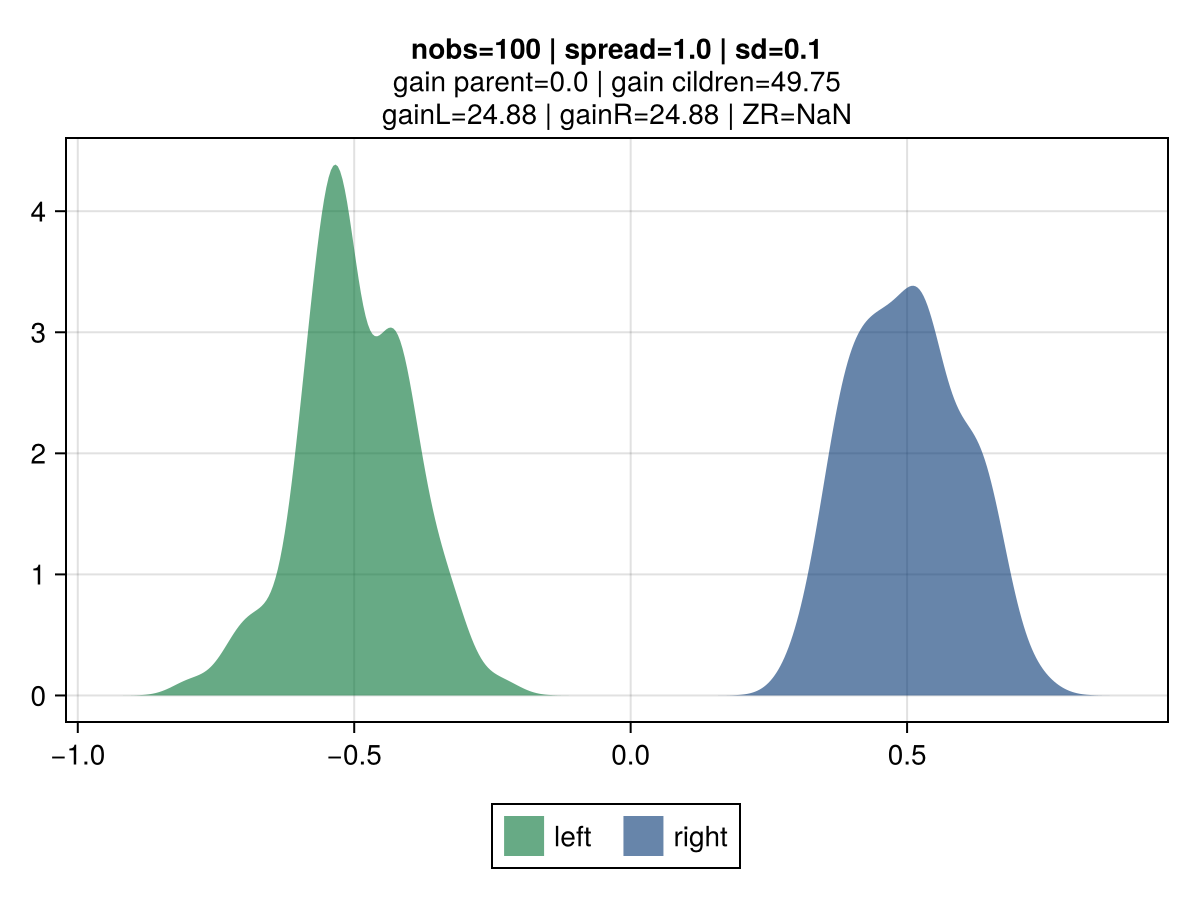 nobs=100 | spread=1.0 | sd=0.1
gain parent=0.0 | gain cildren=49.75
gainL=24.88 | gainR=24.88 | ZR=NaN
4
3
2
1
0
−1.0 −0.5 0.0 0.5
left right